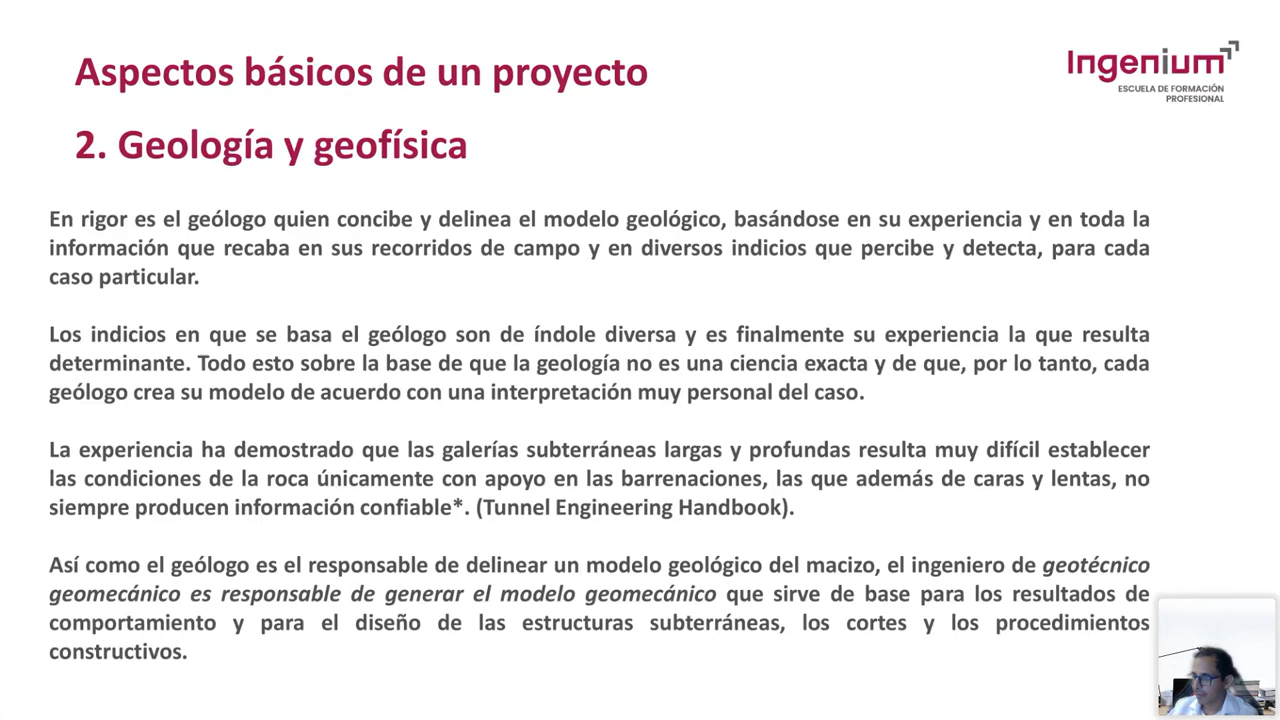 Aspectos básicos de un proyecto
Ingenium
ESCUELA DE FORMACIÓN
PROFESIONAL
2. Geología y geofísica
En rigor es el geólogo quien concibe y delinea el modelo geológico, basándose en su experiencia y en toda la
información que recaba en sus recorridos de campo y en diversos indicios que percibe y detecta, para cada
caso particular.
Los indicios en que se basa el geólogo son de índole diversa y es finalmente su experiencia la que resulta
determinante. Todo esto sobre la base de que la geología no es una ciencia exacta y de que, por lo tanto, cada
geólogo crea su modelo de acuerdo con una interpretación muy personal del caso.
La experiencia ha demostrado que las galerías subterráneas largas y profundas resulta muy difícil establecer
las condiciones de la roca únicamente con apoyo en las barrenaciones, las que además de caras y lentas, no
siempre producen información confiable*. (Tunnel Engineering Handbook).
Así como el geólogo es el responsable de delinear un modelo geológico del macizo, el ingeniero de geotécnico
geomecánico es responsable de generar el modelo geomecánico que sirve de base para los resultados de
comportamiento y para el diseño de las estructuras subterráneas, los cortes y los procedimientos
constructivos.